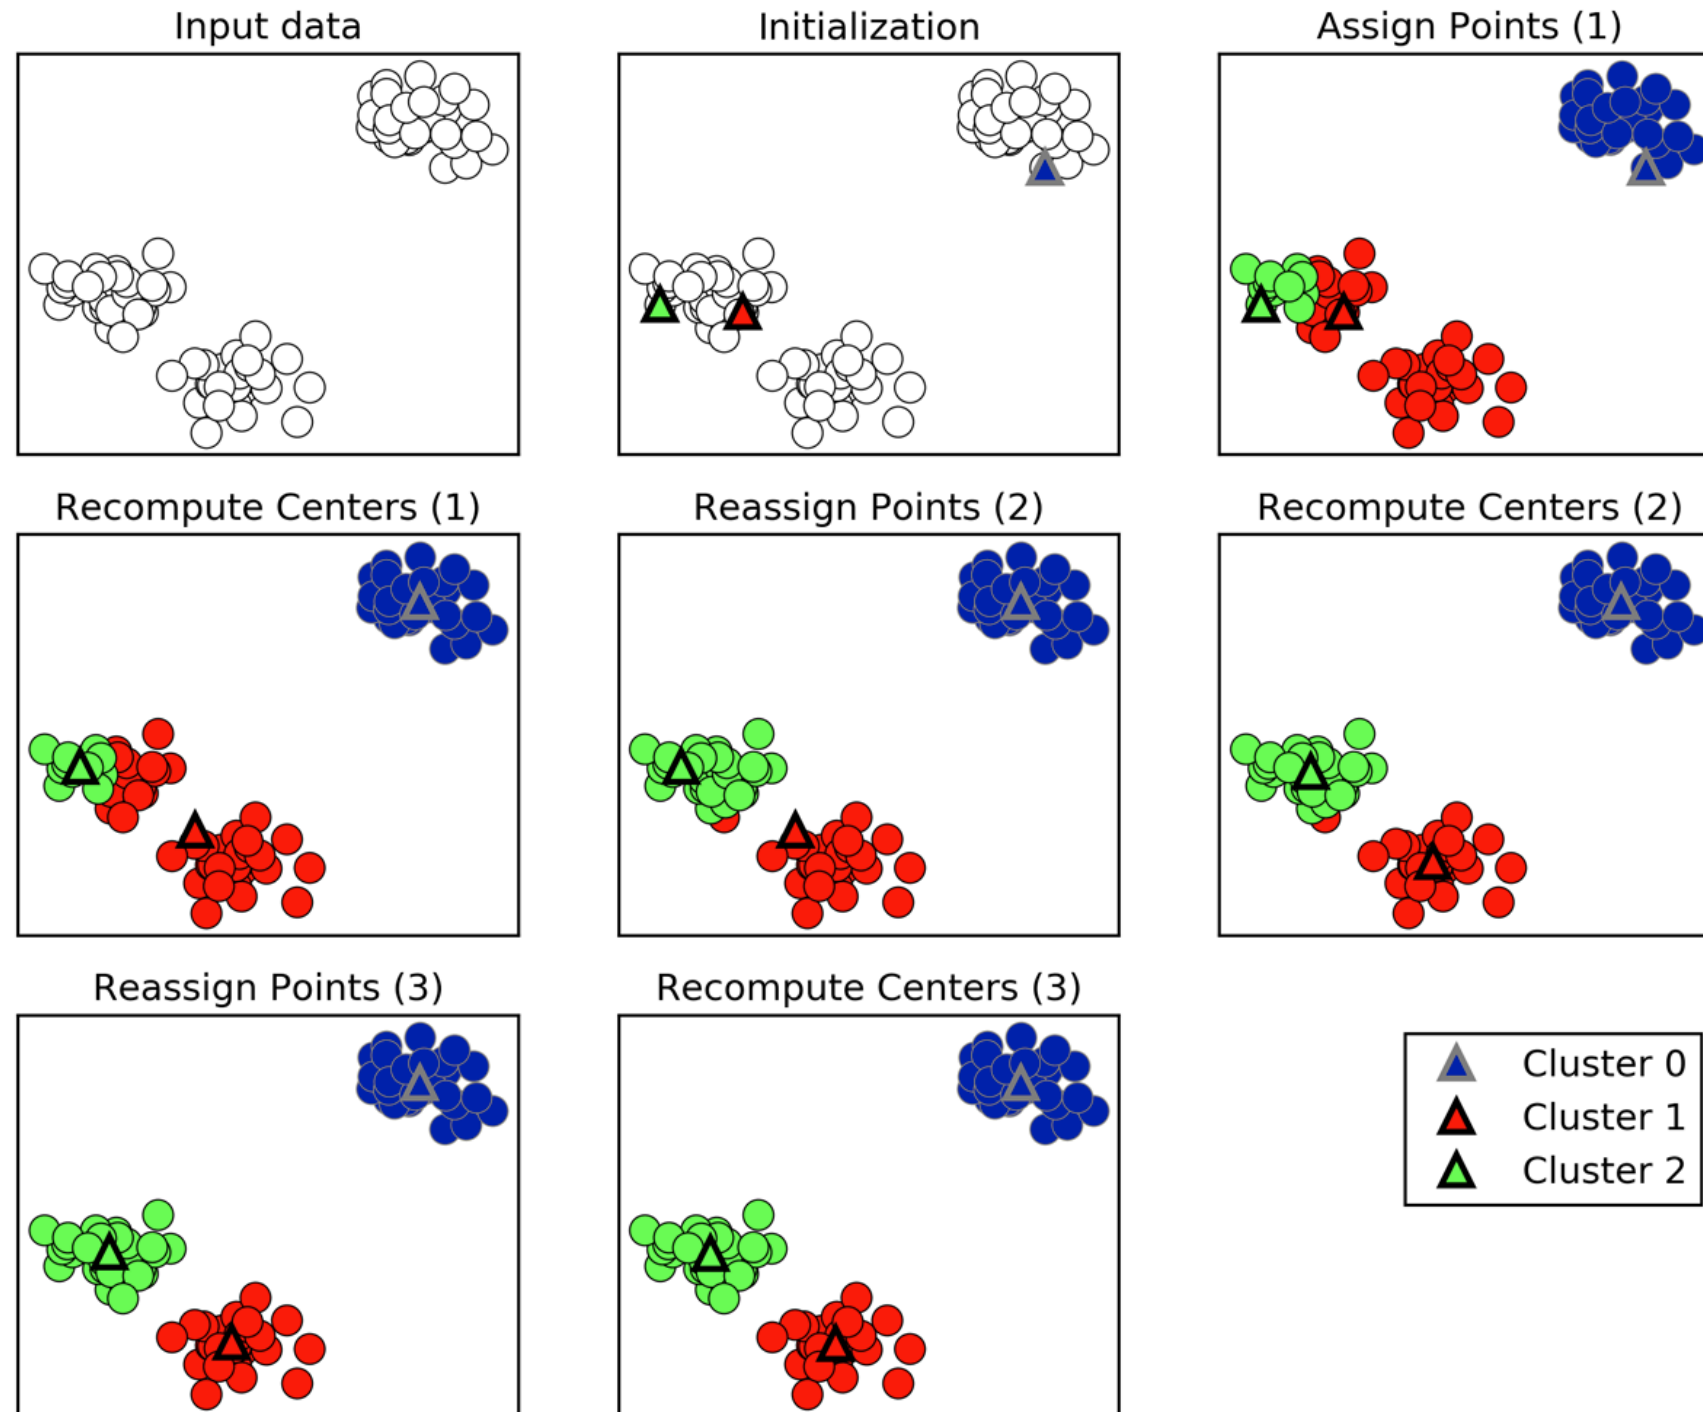 Input data
Initialization
Assign Points (1)
Recompute Centers (1)
Reassign Points (2)
Recompute Centers (2)
Reassign Points (3)
Recompute Centers (3)
Cluster 0
Cluster 1
Cluster 2